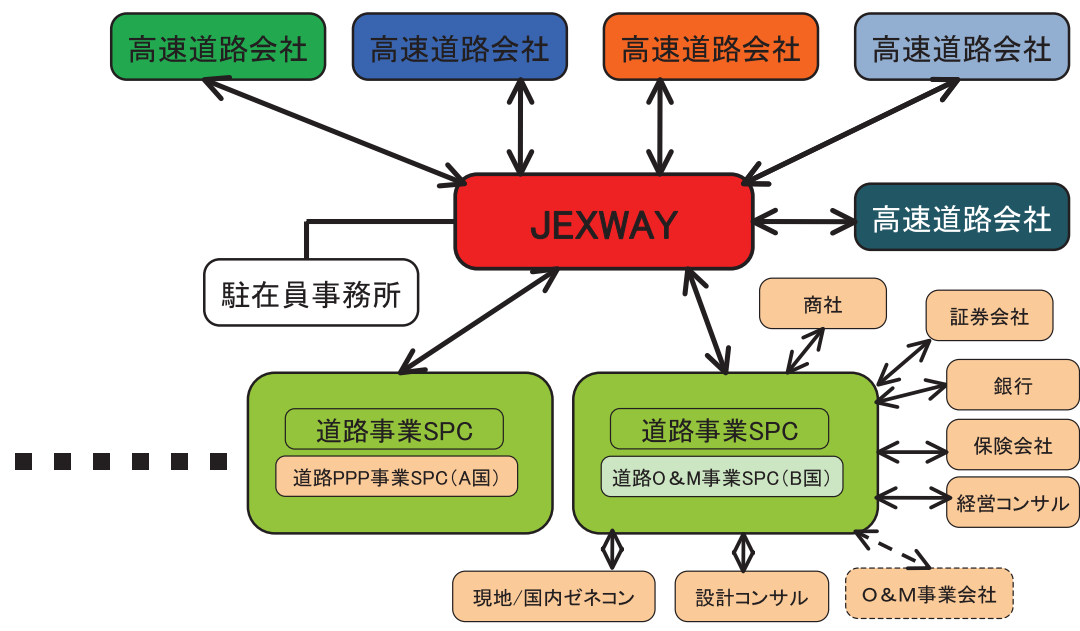 高速道路会社
高速道路会社
高速道路会社
高速道路会社
JEXWAY
高速道路会社
駐在員事務所
商社
証券会社
銀行
道路事業SPC
道路事業SPC
保険会社
道路PPP事業SPC(A国)
道路O&M事業SPC(B国)
経営コンサル
現地/国内ゼネコン
設計コンサル
O&M事業会社